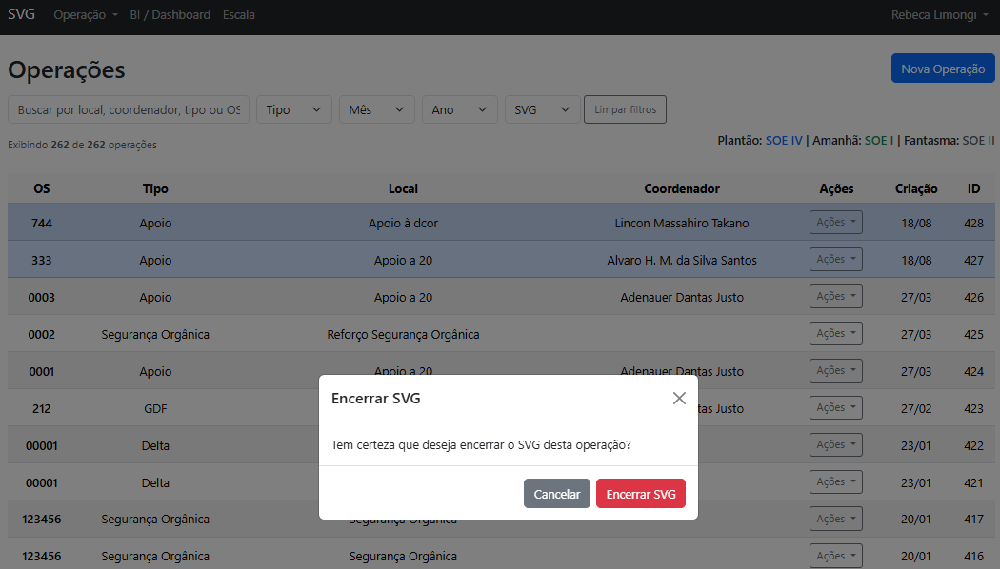 SVG Operação BI / Dashboard Escala Rebeca Limongi
Operações Nova Operação
Buscar por local, coordenador, tipo ou OS Tipo Mês Ano SVG Limpar filtros
Exibindo 262 de 262 operações Plantão: SOE IV | Amanhã: SOE I | Fantasma: SOE II
OS Tipo Local Coordenador Ações Criação ID
744 Apoio Apoio à dcor Lincon Massahiro Takano Ações 18/08 428
333 Apoio Apoio a 20 Alvaro H. M. da Silva Santos Ações 18/08 427
0003 Apoio Apoio a 20 Adenauer Dantas Justo Ações 27/03 426
0002 Segurança Orgânica Reforço Segurança Orgânica Ações 27/03 425
0001 Apoio Apoio a 20 Adenauer Dantas Justo Ações 27/03 424
212 GDF tas Justo Ações 27/02 423
00001 Delta Ações 23/01 422
00001 Delta Ações 23/01 421
123456 Segurança Orgânica Segurança Orgânica Ações 20/01 417
123456 Segurança Orgânica Segurança Orgânica Ações 20/01 416
Encerrar SVG
Tem certeza que deseja encerrar o SVG desta operação?
Cancelar Encerrar SVG